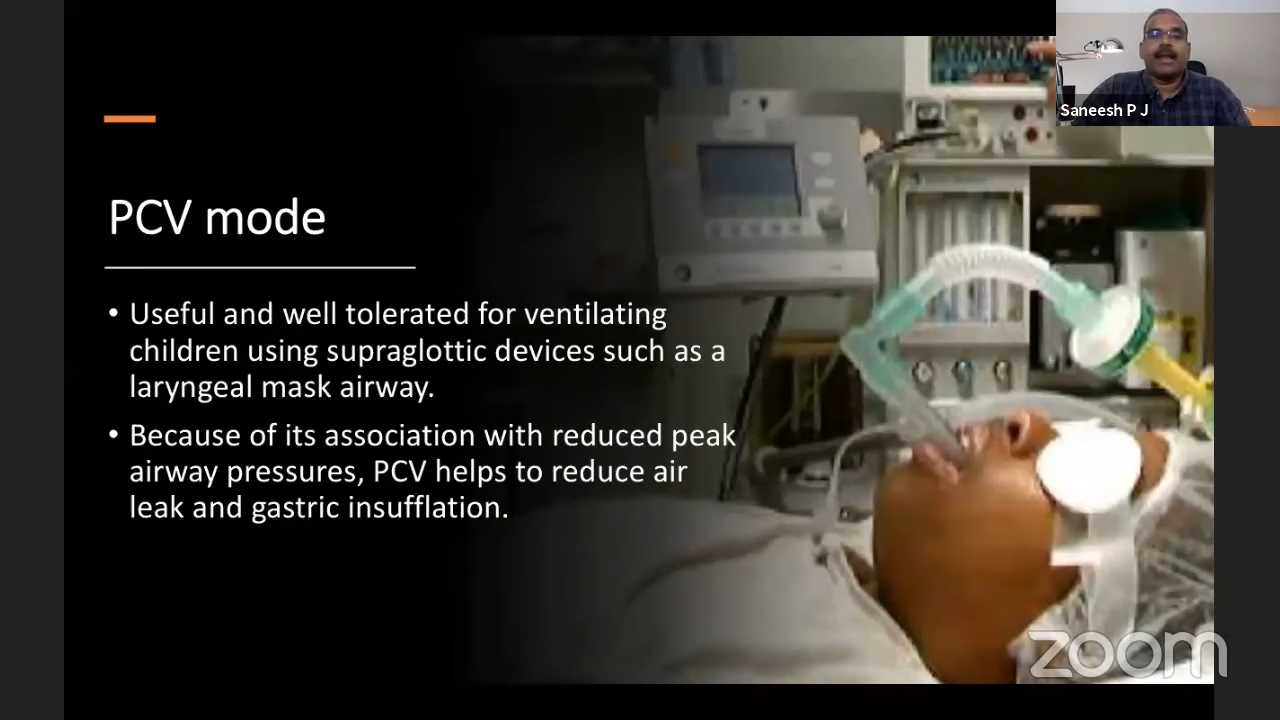 Saneesh P J
PCV mode
• Useful and well tolerated for ventilating
children using supraglottic devices such as a
laryngeal mask airway.
• Because of its association with reduced peak
airway pressures, PCV helps to reduce air
leak and gastric insufflation.
zoom